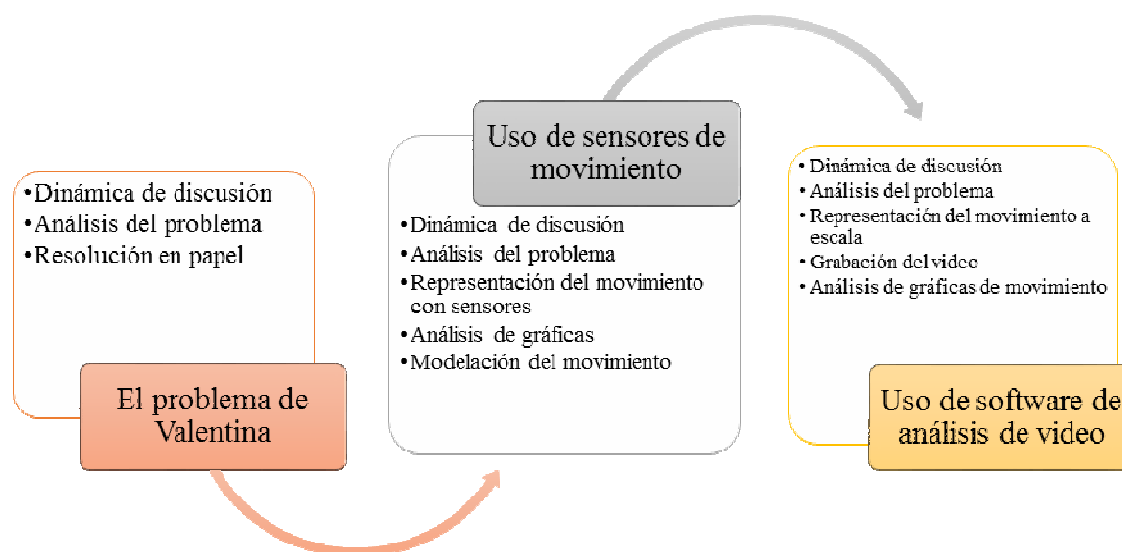 •Dinámica de discusión
•Análisis del problema
•Resolución en papel
El problema de
Valentina
Uso de sensores de
movimiento
•Dinámica de discusión
•Análisis del problema
•Representación del movimiento
con sensores
•Análisis de gráficas
•Modelación del movimiento
•Dinámica de discusión
•Análisis del problema
•Representación del movimiento a
escala
•Grabación del video
•Análisis de gráficas de movimiento
Uso de software de
análisis de video